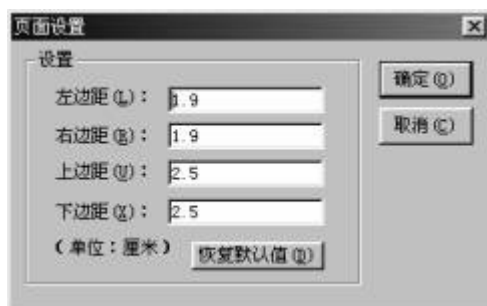 页面设置
设置
左边距(L)： 1.9
右边距(R)： 1.9
上边距(U)： 2.5
下边距(X)： 2.5
(单位：厘米) 恢复默认值(D)
确定(O)
取消(C)